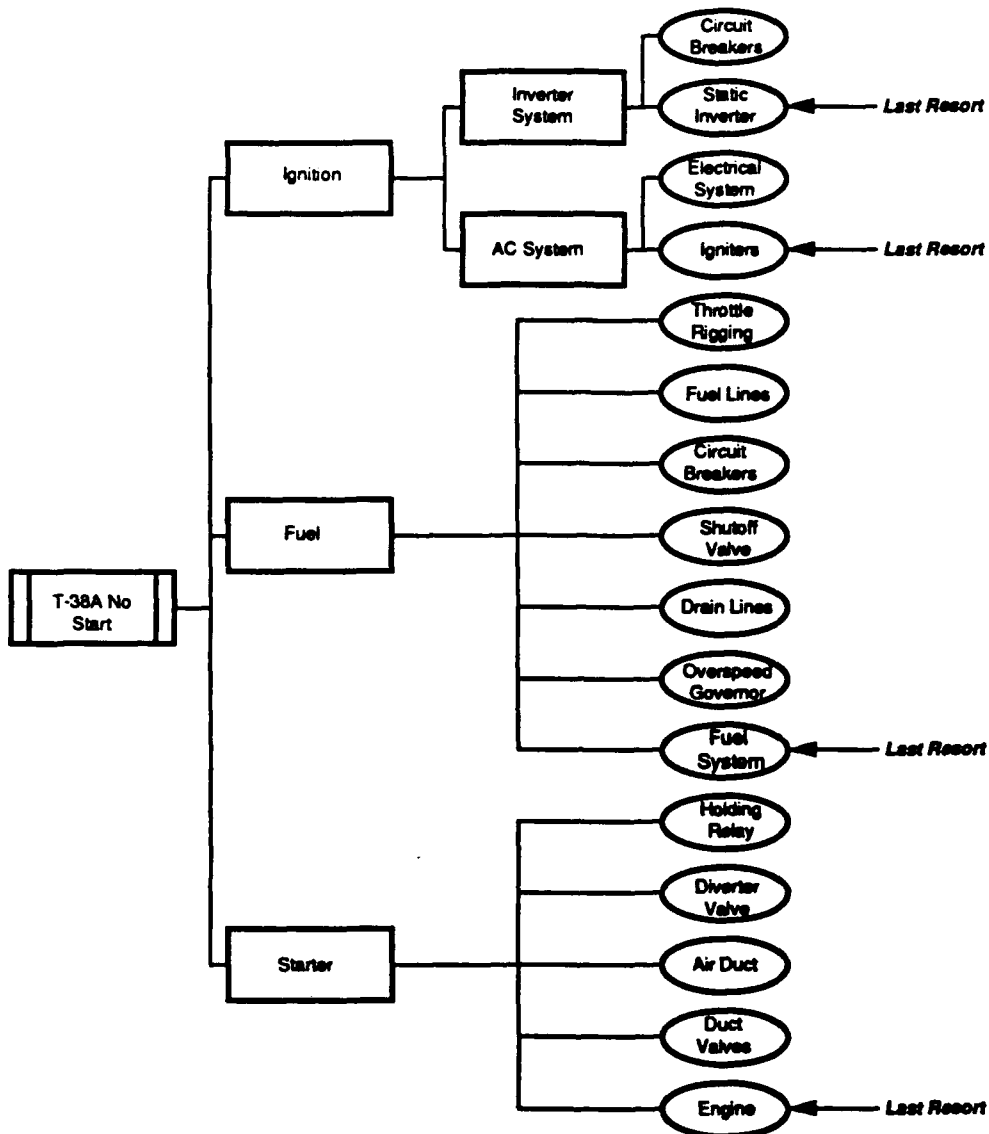 Circuit
Breakers
Inverter
System
Static
Inverter
Last Resort
Ignition
Electrical
System
AC System
Igniters
Last Resort
Throttle
Rigging
Fuel Lines
Circuit
Breakers
Fuel
Shutoff
Valve
T-38A No
Start
Drain Lines
Overspeed
Governor
Fuel
System
Last Resort
Holding
Relay
Diverter
Valve
Starter
Air Duct
Duct
Valves
Engine
Last Resort